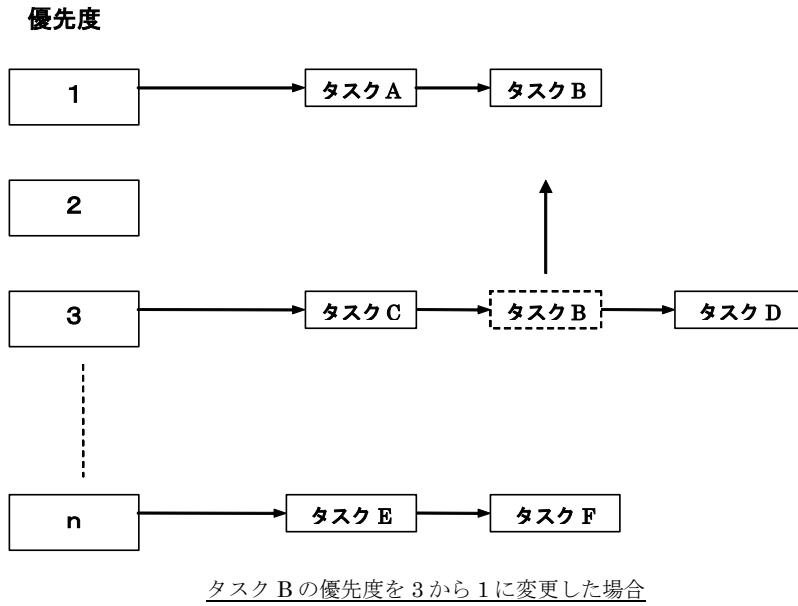 優先度
1 タスクA タスクB
2
3 タスクC タスクB タスクD
n タスクE タスクF
タスク B の優先度を 3 から 1 に変更した場合